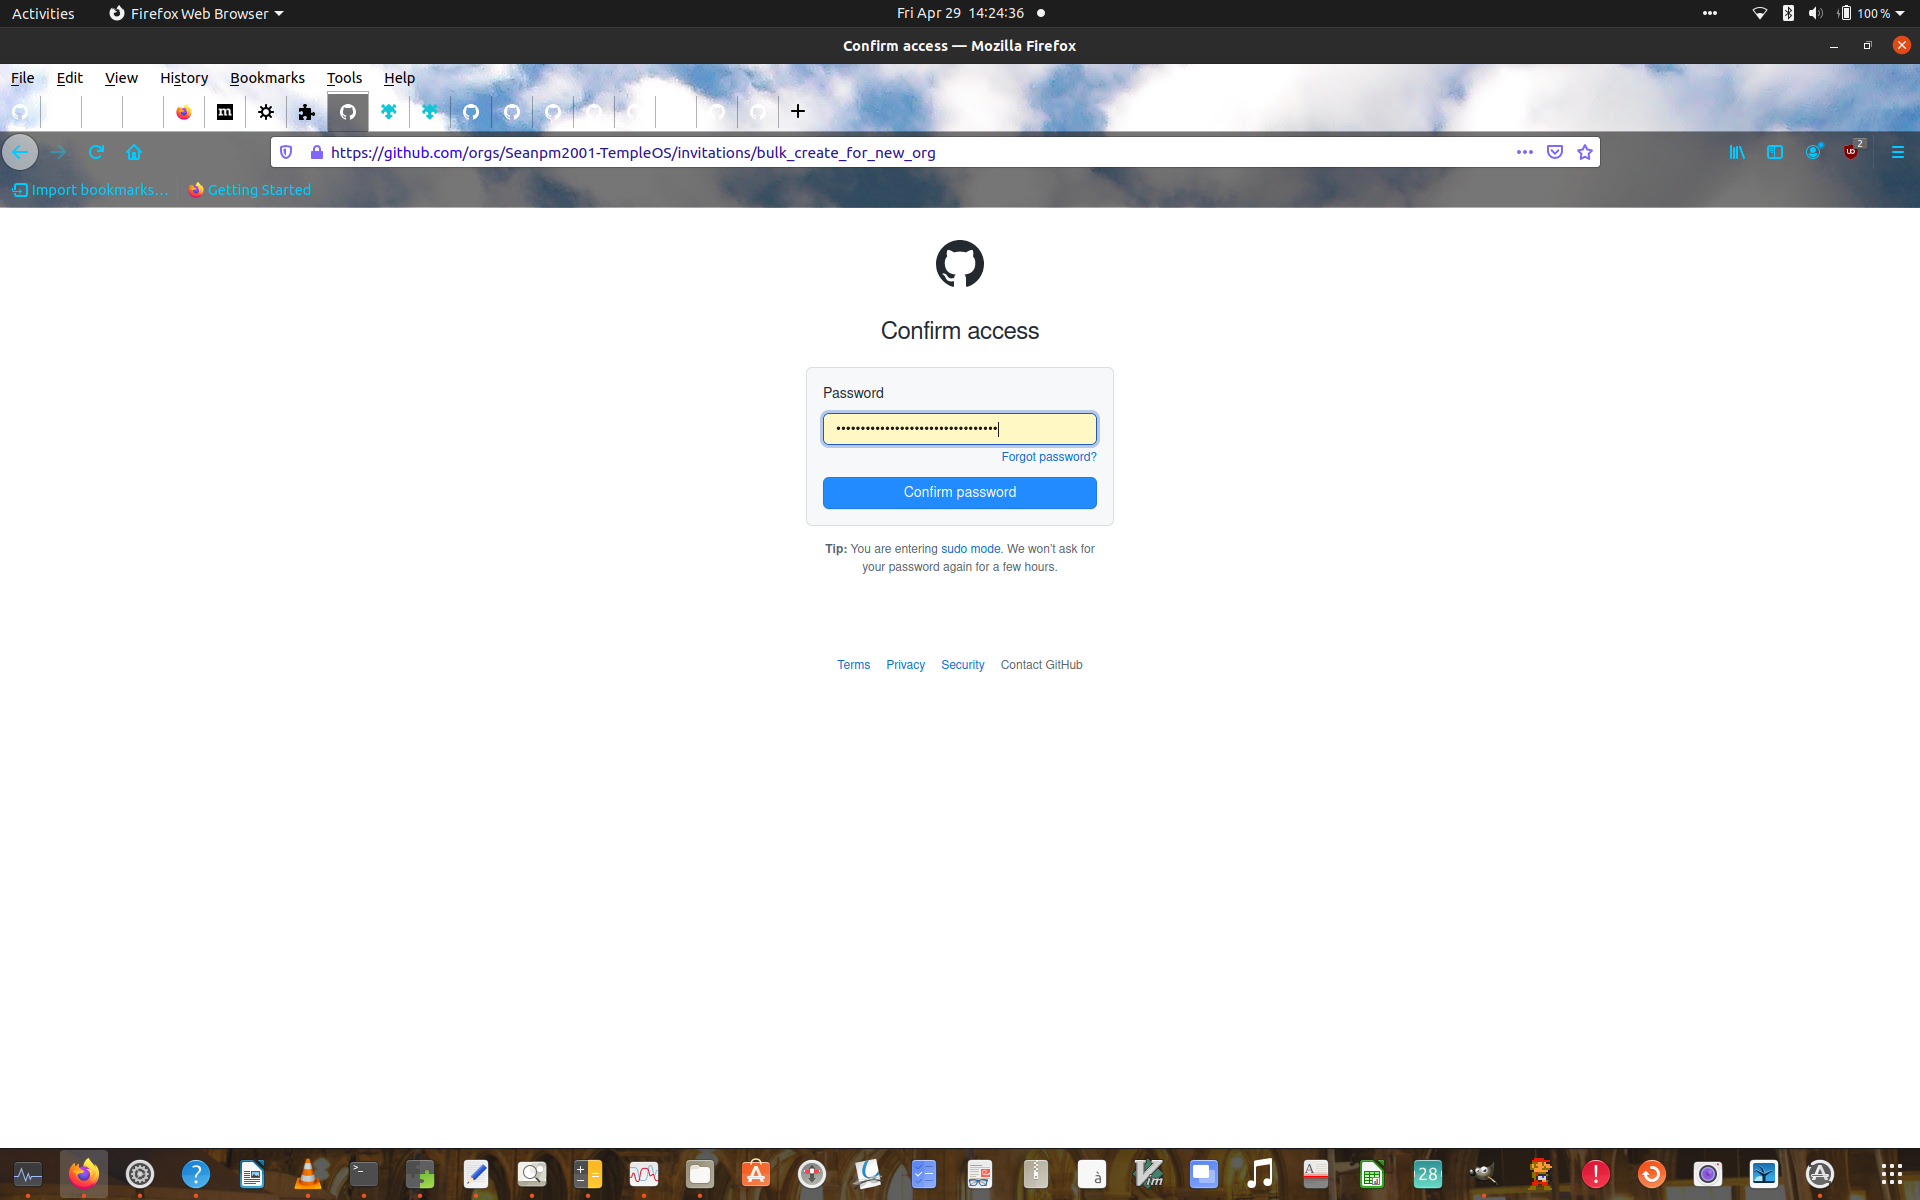 Activities Firefox Web Browser Fri Apr 29 14:24:36 100 %
Confirm access — Mozilla Firefox
File Edit View History Bookmarks Tools Help
m
https://github.com/orgs/Seanpm2001-TempleOS/invitations/bulk_create_for_new_org 2
Import bookmarks... Getting Started
Confirm access
Password
Forgot password?
Confirm password
Tip: You are entering sudo mode. We won't ask for
your password again for a few hours.
Terms Privacy Security Contact GitHub
? >_ à Vim A 28 !